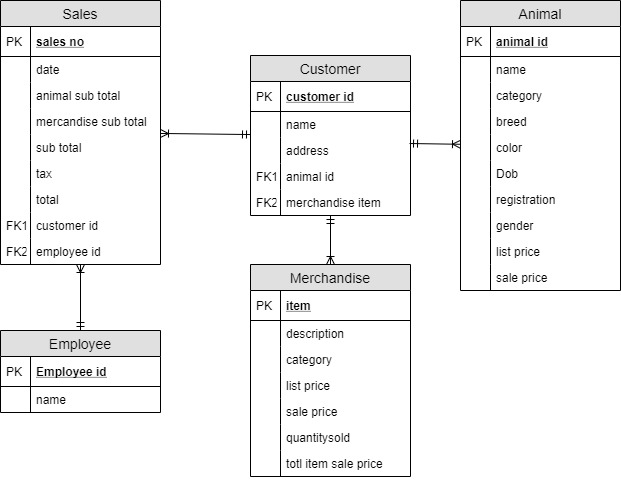 Sales
PK sales no
date
animal sub total
mercandise sub total
sub total
tax
total
FK1 customer id
FK2 employee id
Employee
PK Employee id
name
Customer
PK customer id
name
address
FK1 animal id
FK2 merchandise item
Merchandise
PK item
description
category
list price
sale price
quantitysold
totl item sale price
Animal
PK animal id
name
category
breed
color
Dob
registration
gender
list price
sale price